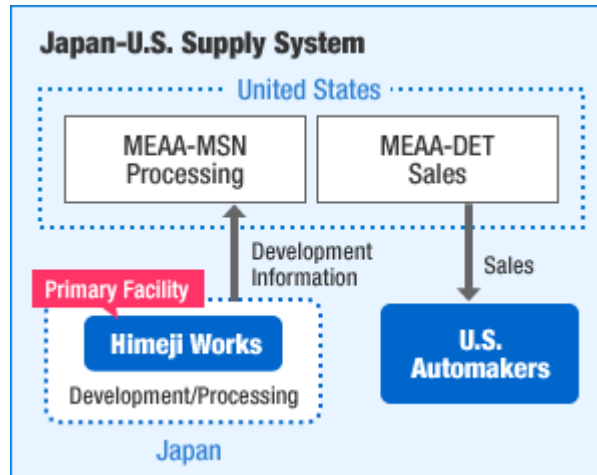 Japan-U.S. Supply System
United States
MEAA-MSN
Processing
MEAA-DET
Sales
Development
Information
Sales
Primary Facility
Himeji Works
Development/Processing
Japan
U.S.
Automakers